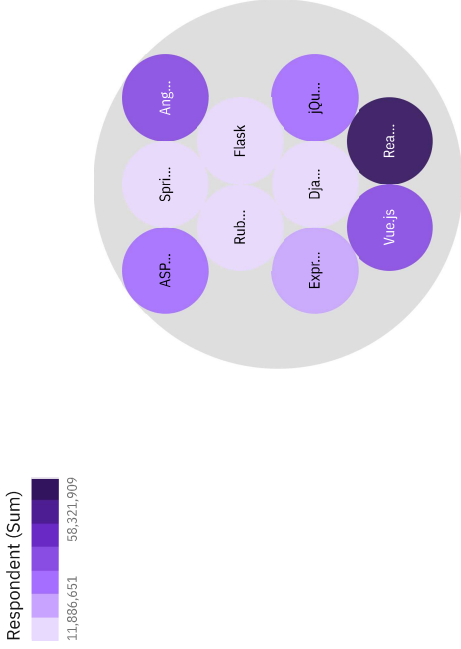 Respondent (Sum)
11,886,651
58,321,909
ASP...
Spri...
Ang...
Rub...
Flask
Expr...
Dja...
jQu...
Vue.js
Rea...